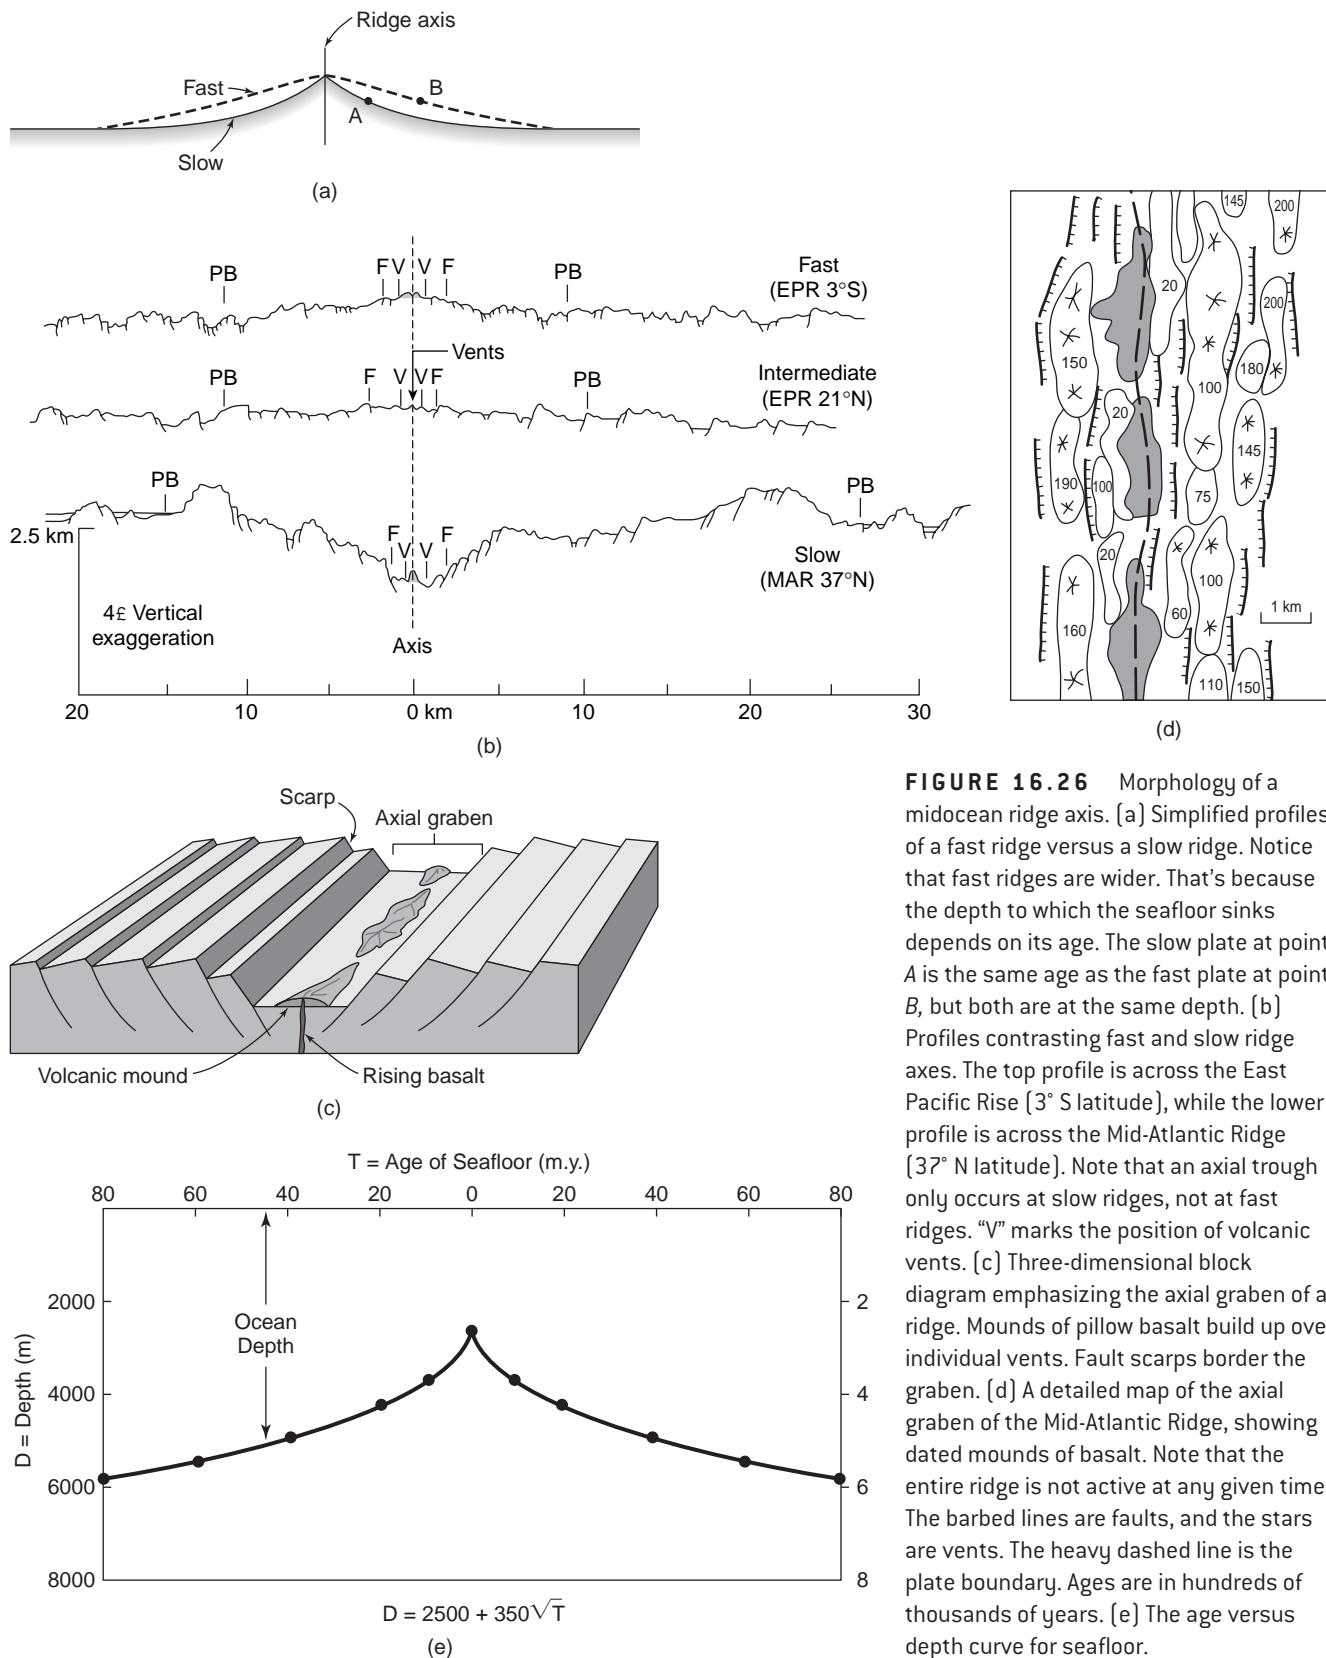 Ridge axis
Fast
B
A
Slow
(a)
PB
F V V F
PB
Fast
(EPR 3°S)
Vents
PB
F V V F
PB
Intermediate
(EPR 21°N)
PB
F V V F
PB
2.5 km
Slow
(MAR 37°N)
4£ Vertical
exaggeration
Axis
20 10 0 km 10 20 30
(b)
145 200
20
200
150
180
100
20
145
190 100
75
20
100
60
1 km
160
110 150
(d)
Scarp
Axial graben
Volcanic mound
Rising basalt
(c)
T = Age of Seafloor (m.y.)
80 60 40 20 0 20 40 60 80
2000 2
Ocean
Depth
D = Depth (m)
4000 4
6000 6
8000 8
D = 2500 + 350√T
(e)
FIGURE 16.26 Morphology of a
midocean ridge axis. (a) Simplified profiles
of a fast ridge versus a slow ridge. Notice
that fast ridges are wider. That's because
the depth to which the seafloor sinks
depends on its age. The slow plate at point
A is the same age as the fast plate at point
B, but both are at the same depth. (b)
Profiles contrasting fast and slow ridge
axes. The top profile is across the East
Pacific Rise (3° S latitude), while the lower
profile is across the Mid-Atlantic Ridge
(37° N latitude). Note that an axial trough
only occurs at slow ridges, not at fast
ridges. “V” marks the position of volcanic
vents. (c) Three-dimensional block
diagram emphasizing the axial graben of a
ridge. Mounds of pillow basalt build up ove
individual vents. Fault scarps border the
graben. (d) A detailed map of the axial
graben of the Mid-Atlantic Ridge, showing
dated mounds of basalt. Note that the
entire ridge is not active at any given time
The barbed lines are faults, and the stars
are vents. The heavy dashed line is the
plate boundary. Ages are in hundreds of
thousands of years. (e) The age versus
depth curve for seafloor.